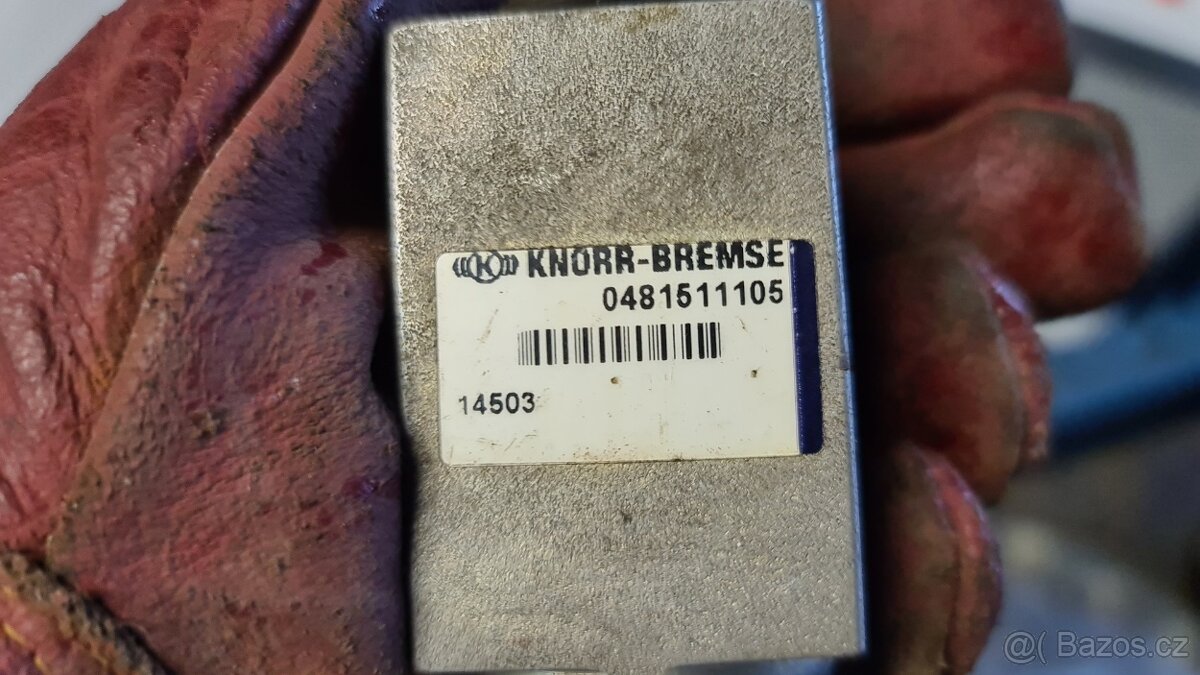 KNORR-BREMSE
0481511105
14503
@( Bazos.cz